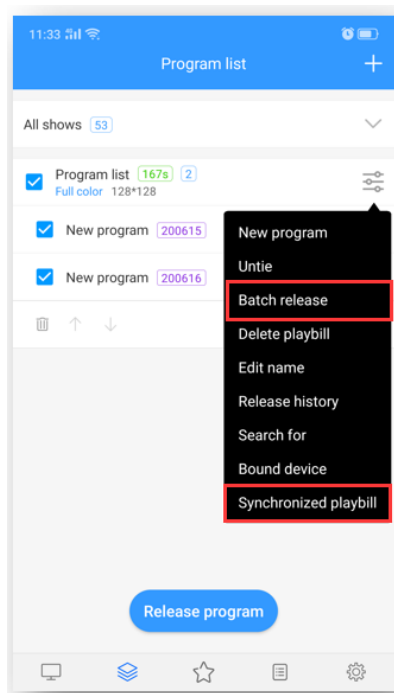 11:33
Program list
All shows 53
Program list 167s 2
Full color 128*128
New program 200615
New program 200616
New program
Untie
Batch release
Delete playbill
Edit name
Release history
Search for
Bound device
Synchronized playbill
Release program